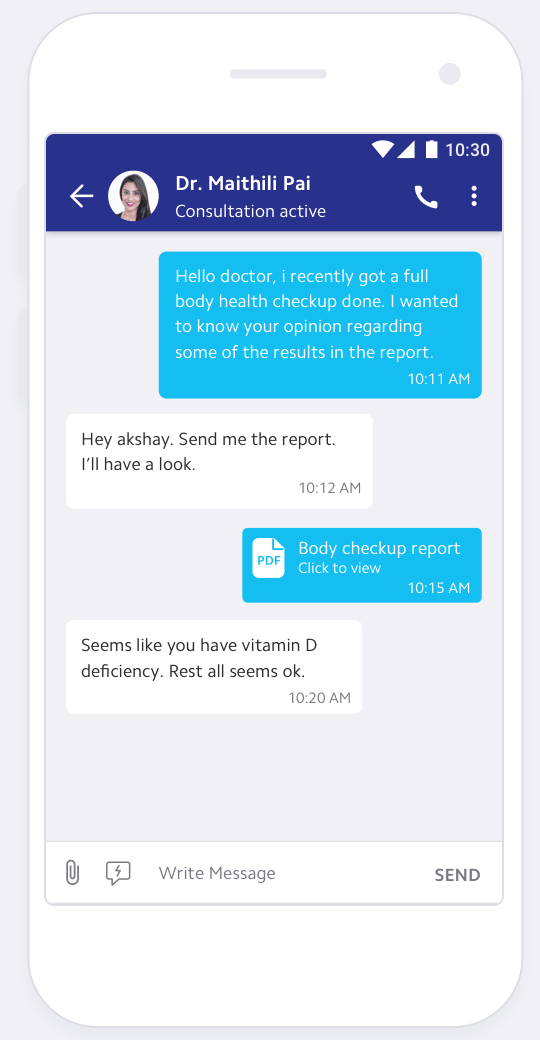 10:30
Dr. Maithili Pai
Consultation active
Hello doctor, i recently got a full
body health checkup done. I wanted
to know your opinion regarding
some of the results in the report.
10:11 AM
Hey akshay. Send me the report.
I’ll have a look.
10:12 AM
PDF
Body checkup report
Click to view
10:15 AM
Seems like you have vitamin D
deficiency. Rest all seems ok.
10:20 AM
Write Message
SEND